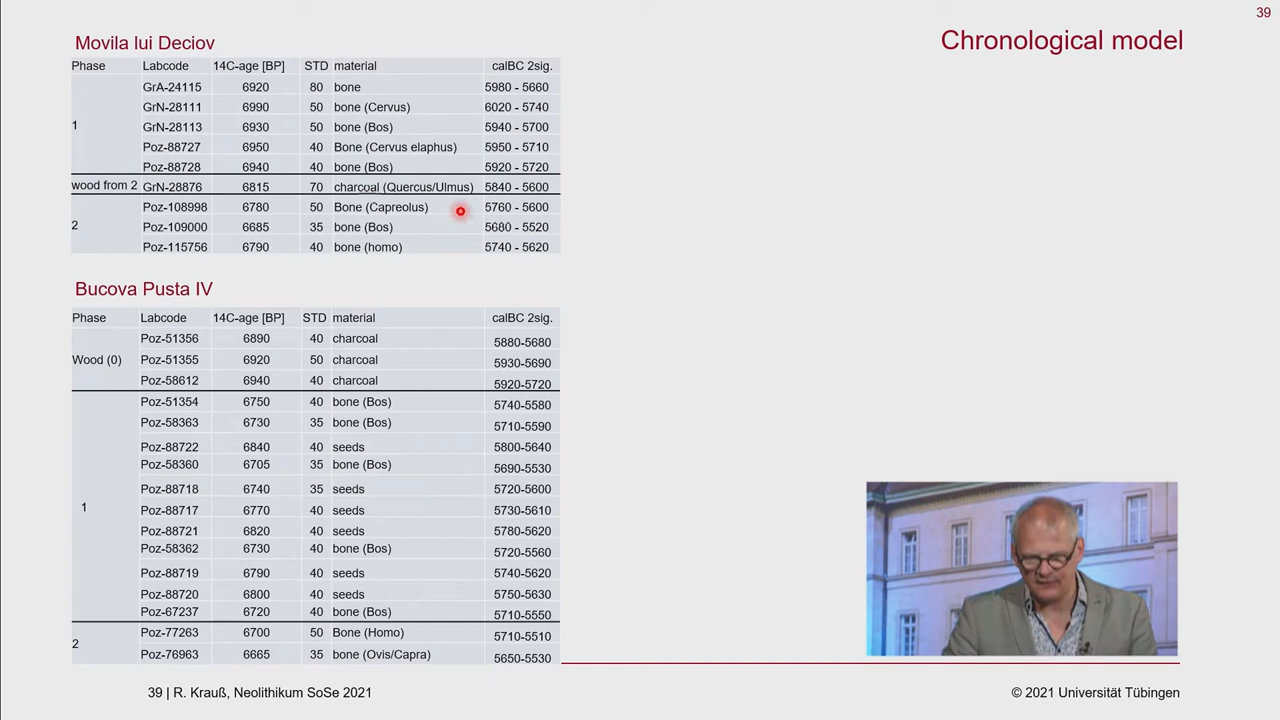 39
Chronological model
Movila lui Deciov
Phase Labcode 14C-age [BP] STD material calBC 2sig.
GrA-24115 6920 80 bone 5980 - 5660
GrN-28111 6990 50 bone (Cervus) 6020 - 5740
1 GrN-28113 6930 50 bone (Bos) 5940 - 5700
Poz-88727 6950 40 Bone (Cervus elaphus) 5950 - 5710
Poz-88728 6940 40 bone (Bos) 5920 - 5720
wood from 2 GrN-28876 6815 70 charcoal (Quercus/Ulmus) 5840 - 5600
Poz-108998 6780 50 Bone (Capreolus) 5760 - 5600
2 Poz-109000 6685 35 bone (Bos) 5680 - 5520
Poz-115756 6790 40 bone (homo) 5740 - 5620
Bucova Pusta IV
Phase Labcode 14C-age [BP] STD material calBC 2sig.
Poz-51356 6890 40 charcoal 5880-5680
Wood (0) Poz-51355 6920 50 charcoal 5930-5690
Poz-58612 6940 40 charcoal 5920-5720
Poz-51354 6750 40 bone (Bos) 5740-5580
Poz-58363 6730 35 bone (Bos) 5710-5590
Poz-88722 6840 40 seeds 5800-5640
Poz-58360 6705 35 bone (Bos) 5690-5530
Poz-88718 6740 35 seeds 5720-5600
1 Poz-88717 6770 40 seeds 5730-5610
Poz-88721 6820 40 seeds 5780-5620
Poz-58362 6730 40 bone (Bos) 5720-5560
Poz-88719 6790 40 seeds 5740-5620
Poz-88720 6800 40 seeds 5750-5630
Poz-67237 6720 40 bone (Bos) 5710-5550
2 Poz-77263 6700 50 Bone (Homo) 5710-5510
Poz-76963 6665 35 bone (Ovis/Capra) 5650-5530
39 | R. Krauß, Neolithikum SoSe 2021
© 2021 Universität Tübingen